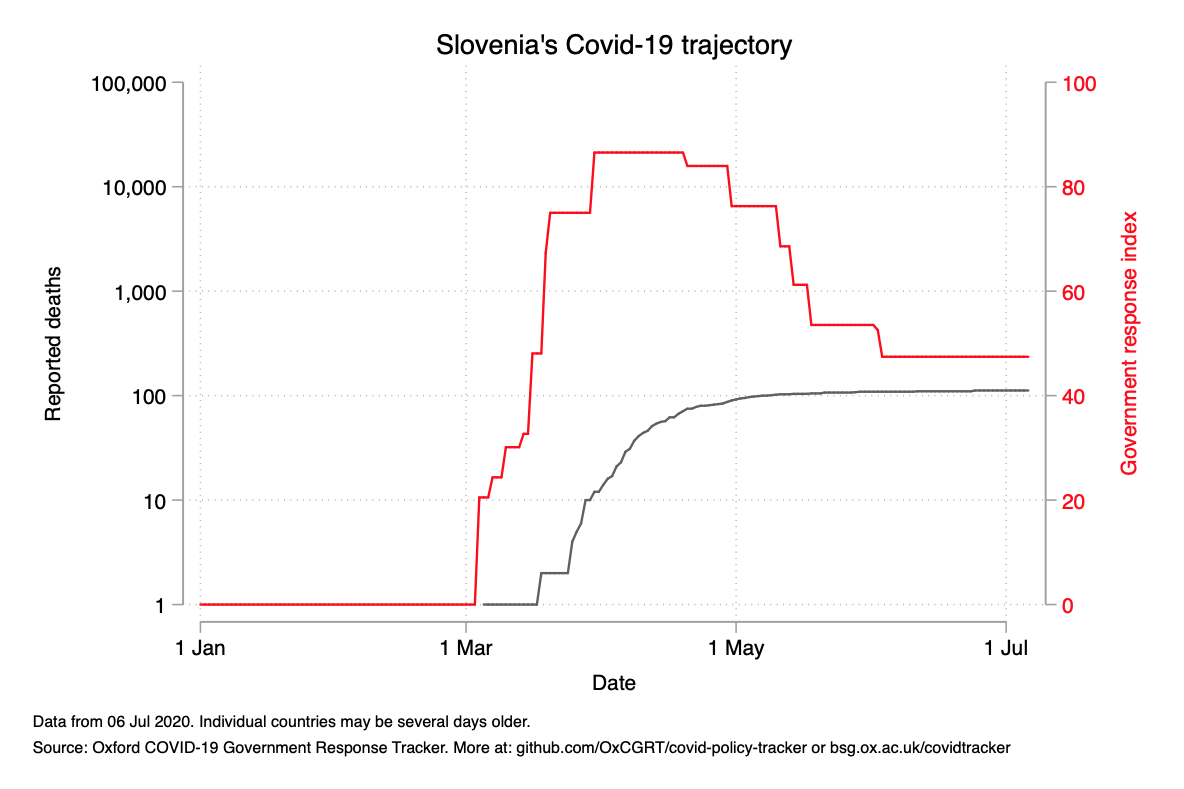 Slovenia's Covid-19 trajectory
100,000
10,000
1,000
100
10
1
Reported deaths
100
80
60
40
20
0
Government response index
1 Jan
1 Mar
1 May
1 Jul
Date
Data from 06 Jul 2020. Individual countries may be several days older.
Source: Oxford COVID-19 Government Response Tracker. More at: github.com/OxCGRT/covid-policy-tracker or bsg.ox.ac.uk/covidtracker